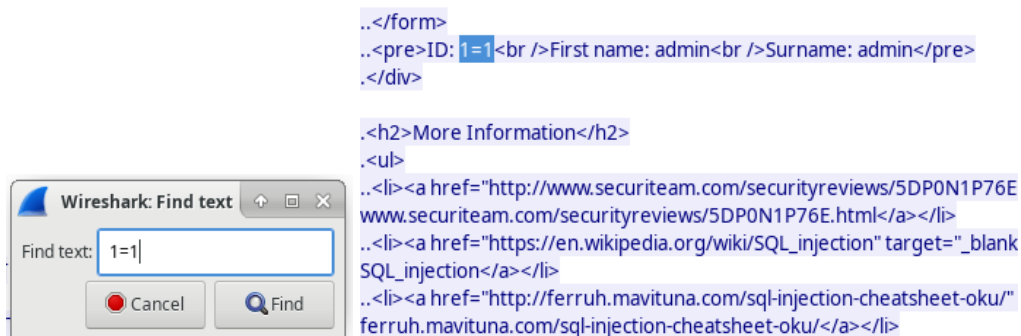 ..</form>
..<pre>ID: 1=1<br />First name: admin<br />Surname: admin</pre>
.</div>
.<h2>More Information</h2>
.<ul>
..<li><a href="http://www.securiteam.com/securityreviews/5DP0N1P76E
www.securiteam.com/securityreviews/5DP0N1P76E.html</a></li>
..<li><a href="https://en.wikipedia.org/wiki/SQL_injection" target="_blank
SQL_injection</a></li>
..<li><a href="http://ferruh.mavituna.com/sql-injection-cheatsheet-oku/"
ferruh.mavituna.com/sql-injection-cheatsheet-oku/</a></li>
Wireshark: Find text
Find text: 1=1
Cancel Find